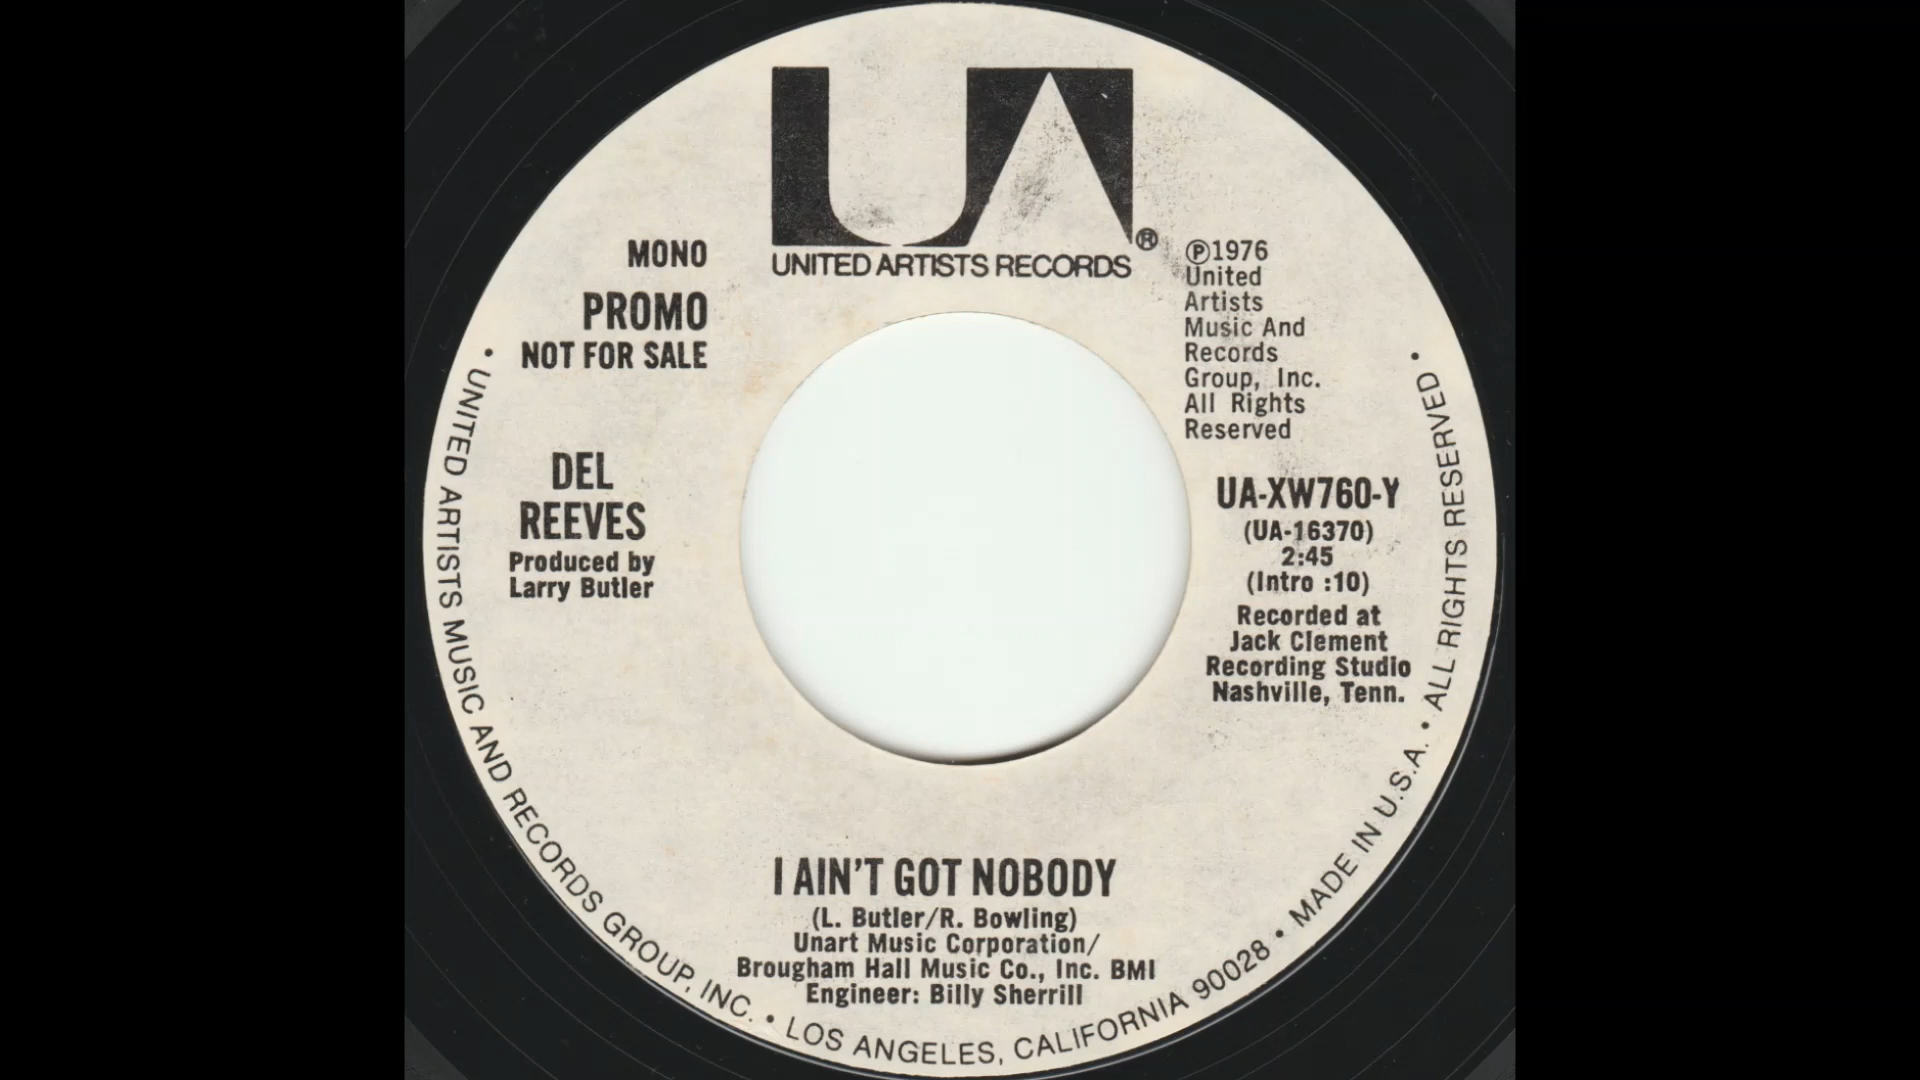 UA®
UNITED ARTISTS RECORDS
MONO
PROMO
NOT FOR SALE
℗1976
United
Artists
Music And
Records
Group, Inc.
All Rights
Reserved
DEL
REEVES
Produced by
Larry Butler
UA-XW760-Y
(UA-16370)
2:45
(Intro :10)
Recorded at
Jack Clement
Recording Studio
Nashville, Tenn.
I AIN'T GOT NOBODY
(L. Butler/R. Bowling)
Unart Music Corporation/
Brougham Hall Music Co., Inc. BMI
Engineer: Billy Sherrill
• UNITED ARTISTS MUSIC AND RECORDS GROUP, INC. • LOS ANGELES, CALIFORNIA 90028 • MADE IN U.S.A. • ALL RIGHTS RESERVED •